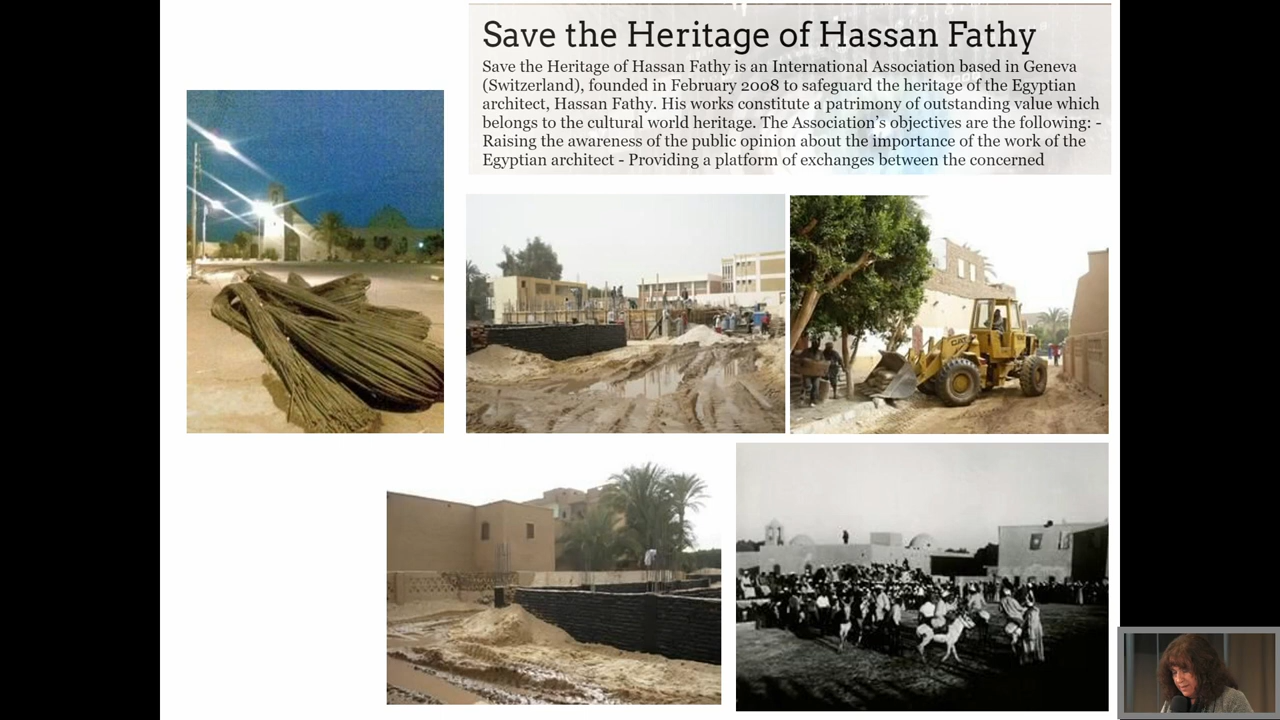 Save the Heritage of Hassan Fathy
Save the Heritage of Hassan Fathy is an International Association based in Geneva
(Switzerland), founded in February 2008 to safeguard the heritage of the Egyptian
architect, Hassan Fathy. His works constitute a patrimony of outstanding value which
belongs to the cultural world heritage. The Association's objectives are the following: -
Raising the awareness of the public opinion about the importance of the work of the
Egyptian architect - Providing a platform of exchanges between the concerned
CAT